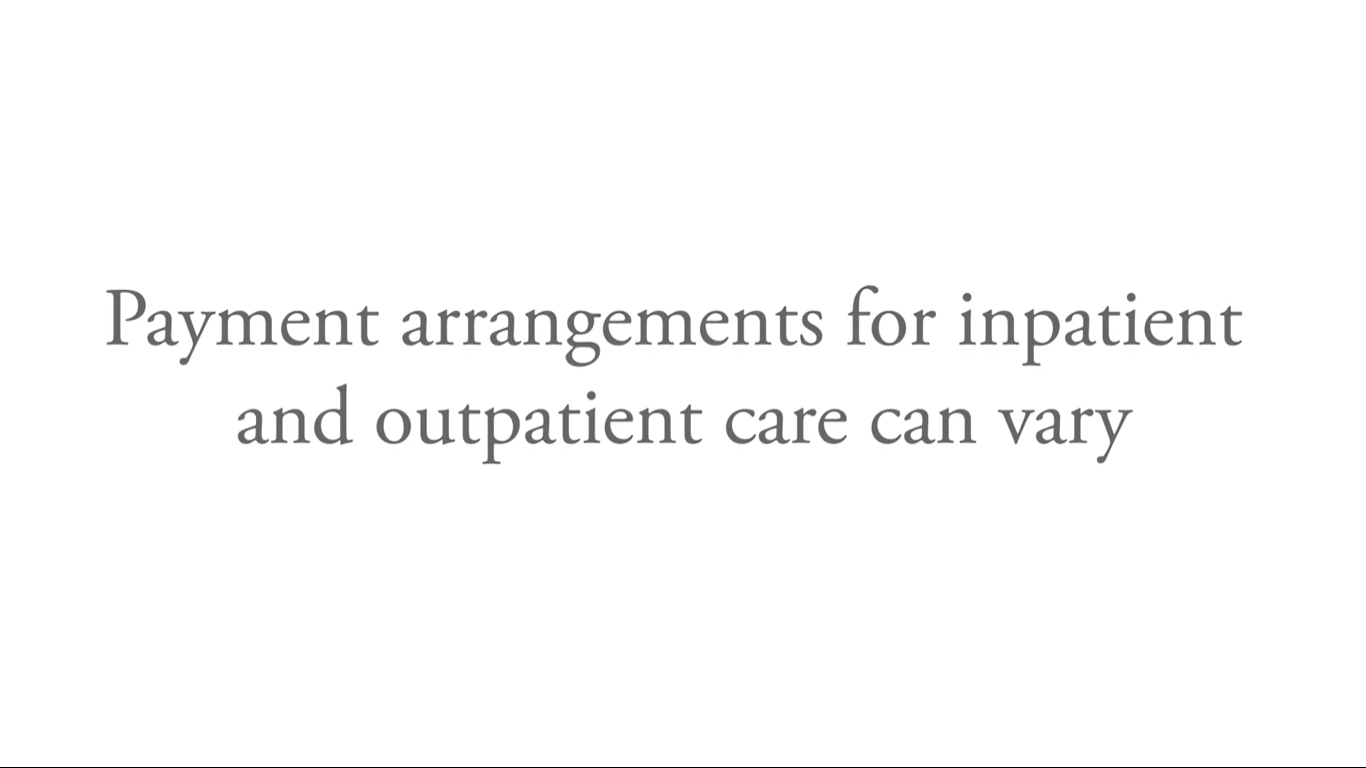 Payment arrangements for inpatient
and outpatient care can vary